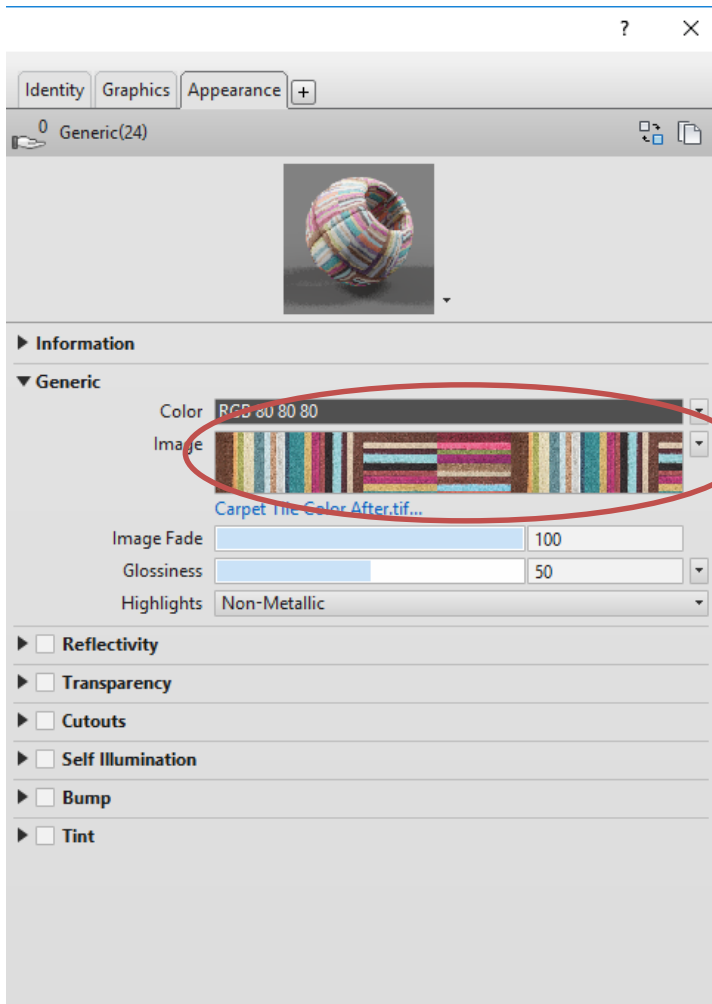 ?
Identity Graphics Appearance +
0 Generic(24)
Information
Generic
Color RGB 80 80 80
Image
Carpet Tile Color After.tif...
Image Fade 100
Glossiness 50
Highlights Non-Metallic
Reflectivity
Transparency
Cutouts
Self Illumination
Bump
Tint